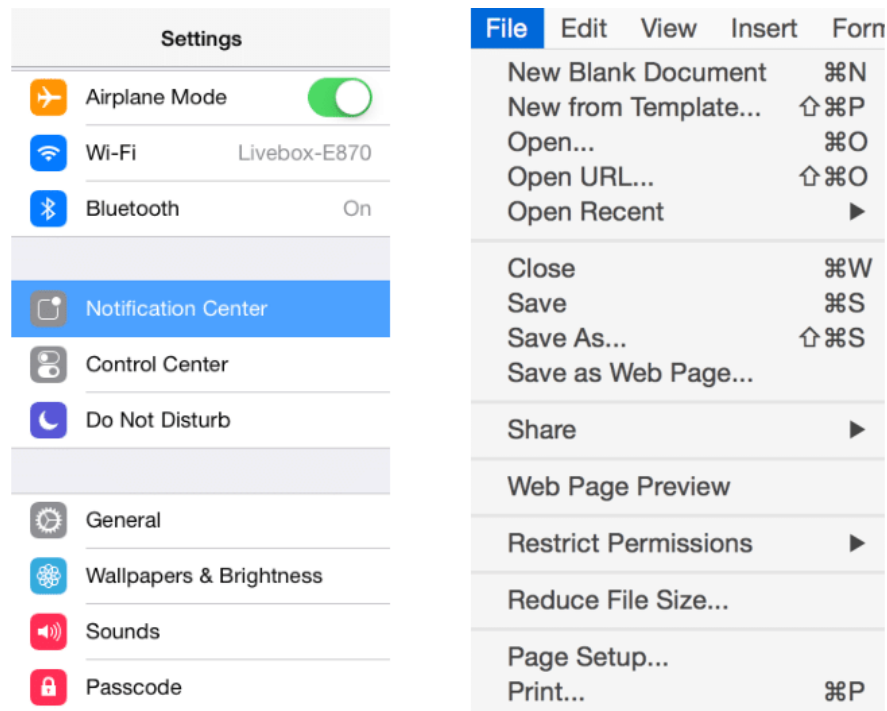 Settings
Airplane Mode
Wi-Fi Livebox-E870
Bluetooth On
Notification Center
Control Center
Do Not Disturb
General
Wallpapers & Brightness
Sounds
Passcode
File Edit View Insert Form
New Blank Document ⌘N
New from Template... ⇧⌘P
Open... ⌘O
Open URL... ⇧⌘O
Open Recent ▶
Close ⌘W
Save ⌘S
Save As... ⇧⌘S
Save as Web Page...
Share ▶
Web Page Preview
Restrict Permissions ▶
Reduce File Size...
Page Setup...
Print... ⌘P